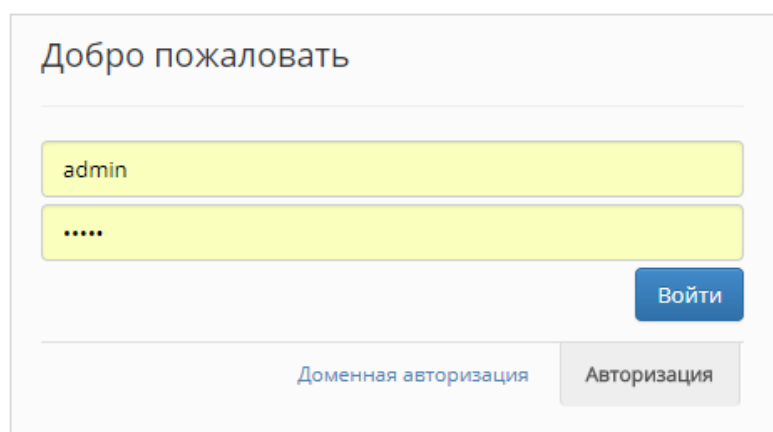 Добро пожаловать
admin
•••••
Войти
Доменная авторизация Авторизация